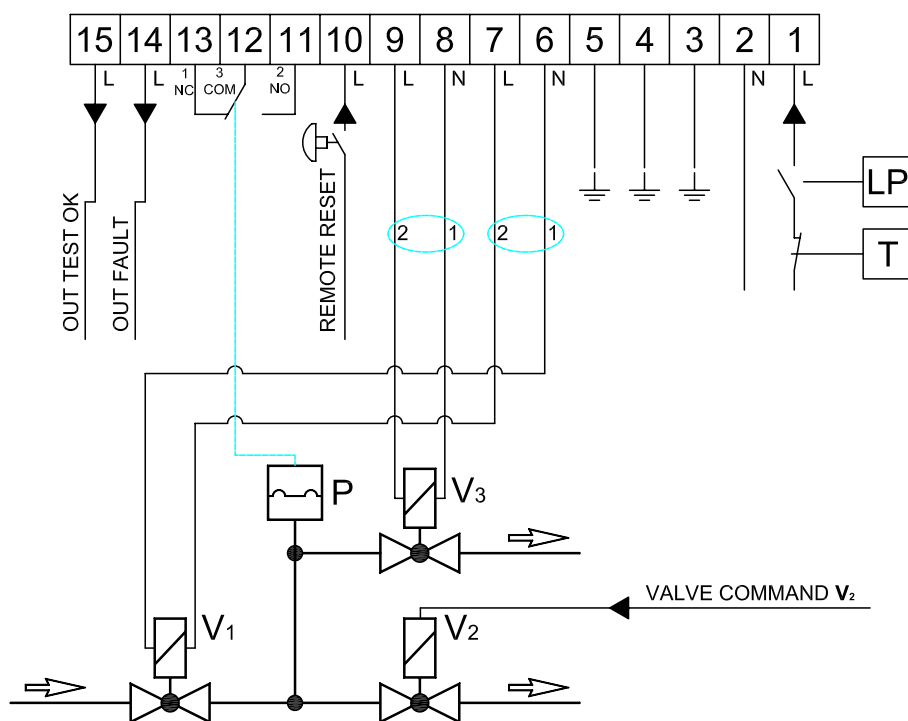 15 14 13 12 11 10 9 8 7 6 5 4 3 2 1
L L 1 3 2 L L N L N N L
NC COM NO
OUT TEST OK
OUT FAULT
REMOTE RESET
LP
2 1 2 1
T
P
V3
VALVE COMMAND V2
V1
V2